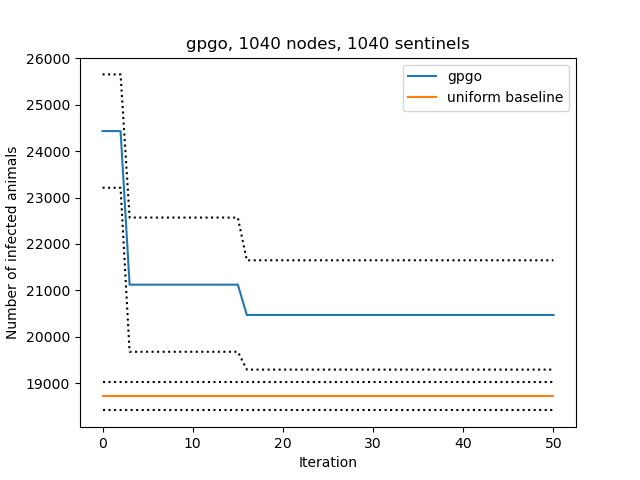 gpgo, 1040 nodes, 1040 sentinels
gpgo
uniform baseline
Number of infected animals
26000
25000
24000
23000
22000
21000
20000
19000
0 10 20 30 40 50
Iteration